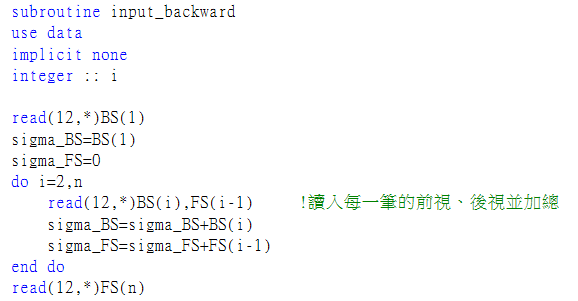 subroutine input_backward
use data
implicit none
integer :: i

read(12,*)BS(1)
sigma_BS=BS(1)
sigma_FS=0
do i=2,n
   read(12,*)BS(i),FS(i-1)    !讀入每一筆的前視、後視並加總
   sigma_BS=sigma_BS+BS(i)
   sigma_FS=sigma_FS+FS(i-1)
end do
read(12,*)FS(n)